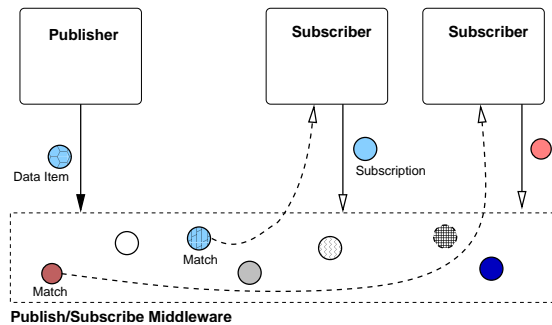 Publisher
Subscriber
Subscriber
Data Item
Subscription
Match
Match
Publish/Subscribe Middleware